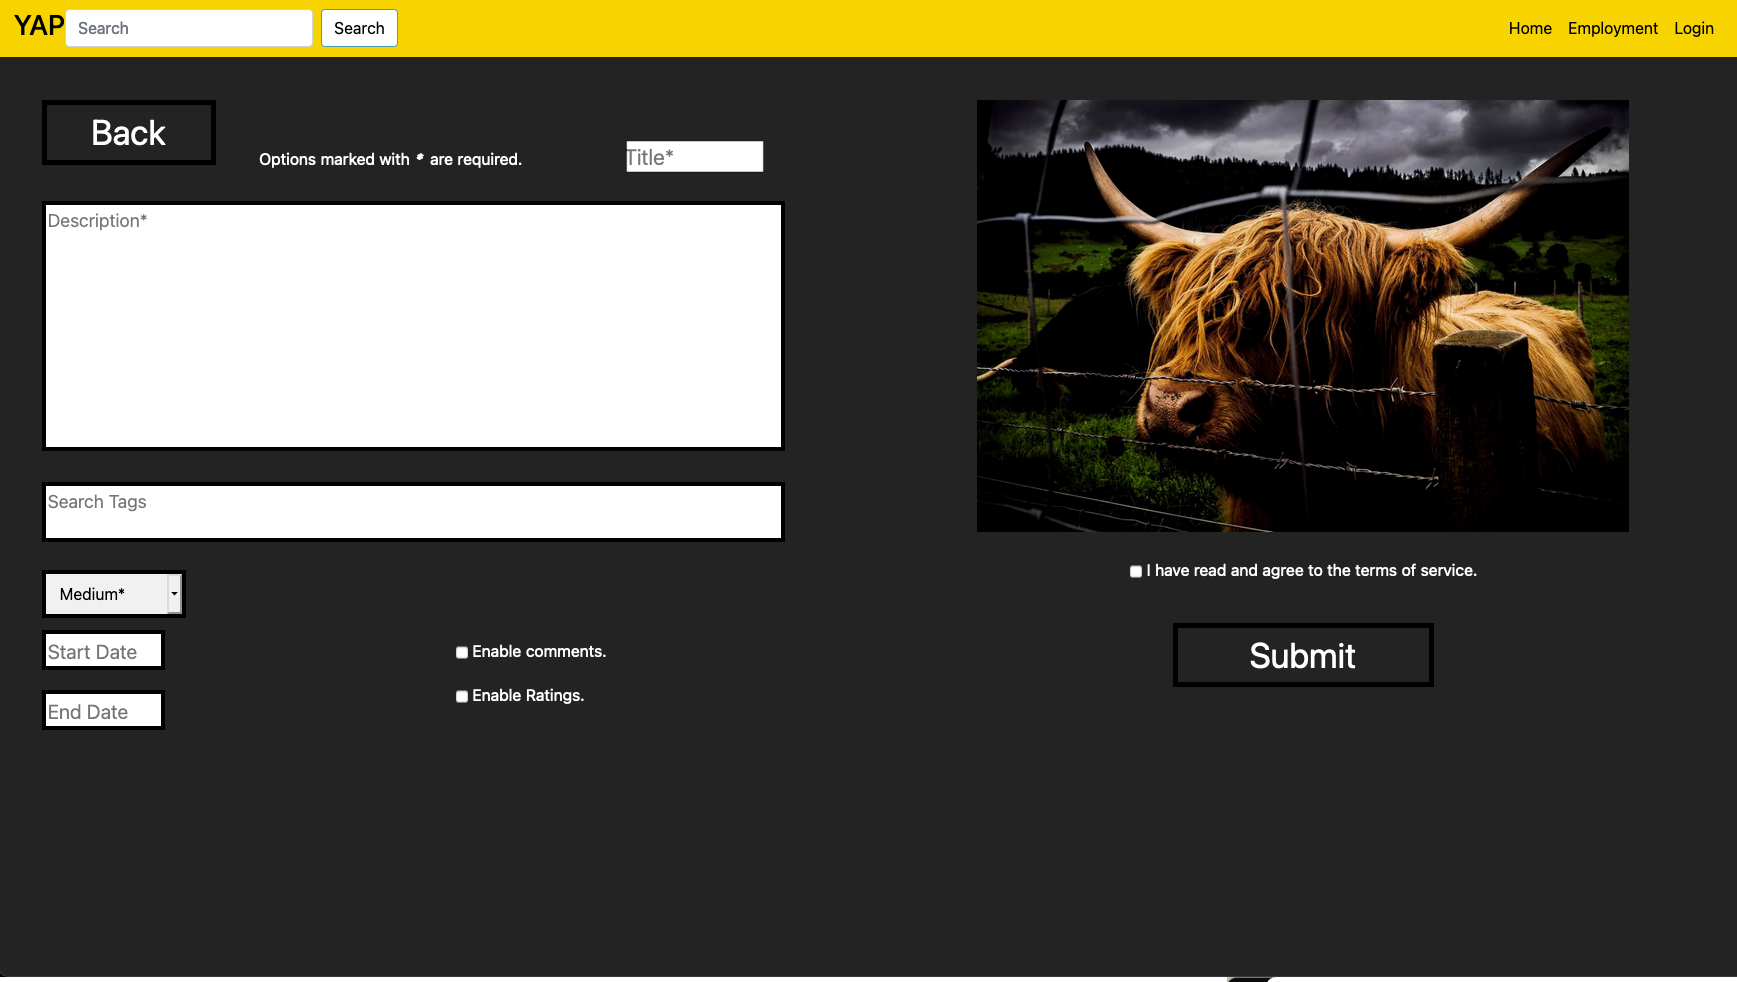 YAP Search Search Home Employment Login
Back
Options marked with * are required.
Title*
Description*
Search Tags
I have read and agree to the terms of service.
Medium*
Start Date
Enable comments.
Submit
Enable Ratings.
End Date